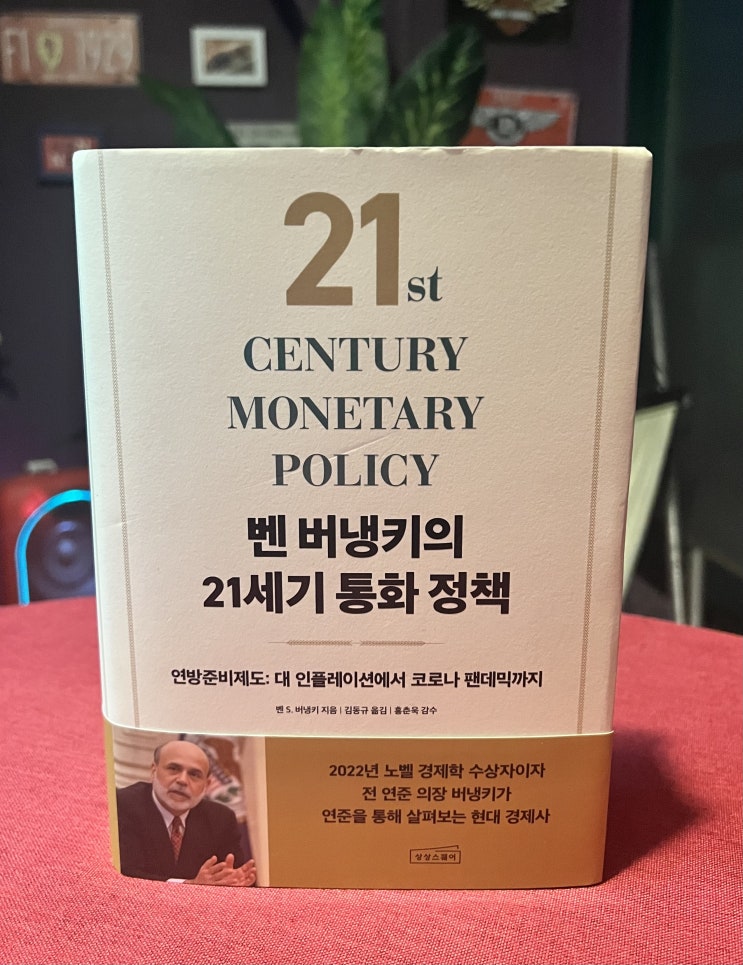 FL 1929
21st
CENTURY
MONETARY
POLICY
벤 버냉키의
21세기 통화 정책
연방준비제도: 대 인플레이션에서 코로나 팬데믹까지
벤 S. 버냉키 지음 | 김동규 옮김 | 홍춘욱 감수
2022년 노벨 경제학 수상자이자
전 연준 의장 버냉키가
연준을 통해 살펴보는 현대 경제사
상상스퀘어